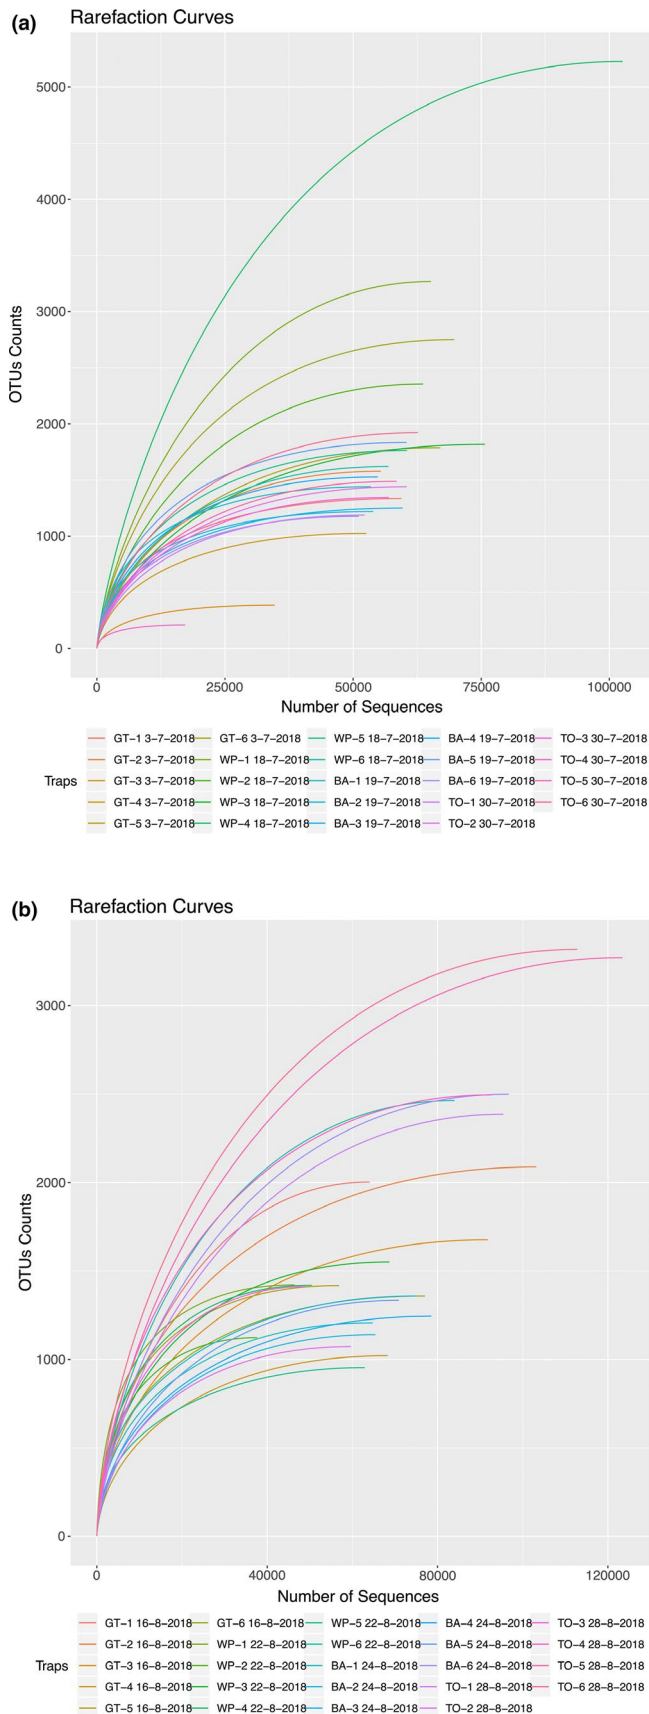 (a)
Rarefaction Curves
5000
4000
3000
2000
1000
0
OTUs Counts
0 25000 50000 75000 100000
Number of Sequences
GT−1 3−7−2018 GT−6 3−7−2018 WP−5 18−7−2018 BA−4 19−7−2018 TO−3 30−7−2018
GT−2 3−7−2018 WP−1 18−7−2018 WP−6 18−7−2018 BA−5 19−7−2018 TO−4 30−7−2018
Traps GT−3 3−7−2018 WP−2 18−7−2018 BA−1 19−7−2018 BA−6 19−7−2018 TO−5 30−7−2018
GT−4 3−7−2018 WP−3 18−7−2018 BA−2 19−7−2018 TO−1 30−7−2018 TO−6 30−7−2018
GT−5 3−7−2018 WP−4 18−7−2018 BA−3 19−7−2018 TO−2 30−7−2018
(b)
Rarefaction Curves
3000
2000
1000
0
OTUs Counts
0 40000 80000 120000
Number of Sequences
GT−1 16−8−2018 GT−6 16−8−2018 WP−5 22−8−2018 BA−4 24−8−2018 TO−3 28−8−2018
GT−2 16−8−2018 WP−1 22−8−2018 WP−6 22−8−2018 BA−5 24−8−2018 TO−4 28−8−2018
Traps GT−3 16−8−2018 WP−2 22−8−2018 BA−1 24−8−2018 BA−6 24−8−2018 TO−5 28−8−2018
GT−4 16−8−2018 WP−3 22−8−2018 BA−2 24−8−2018 TO−1 28−8−2018 TO−6 28−8−2018
GT−5 16−8−2018 WP−4 22−8−2018 BA−3 24−8−2018 TO−2 28−8−2018